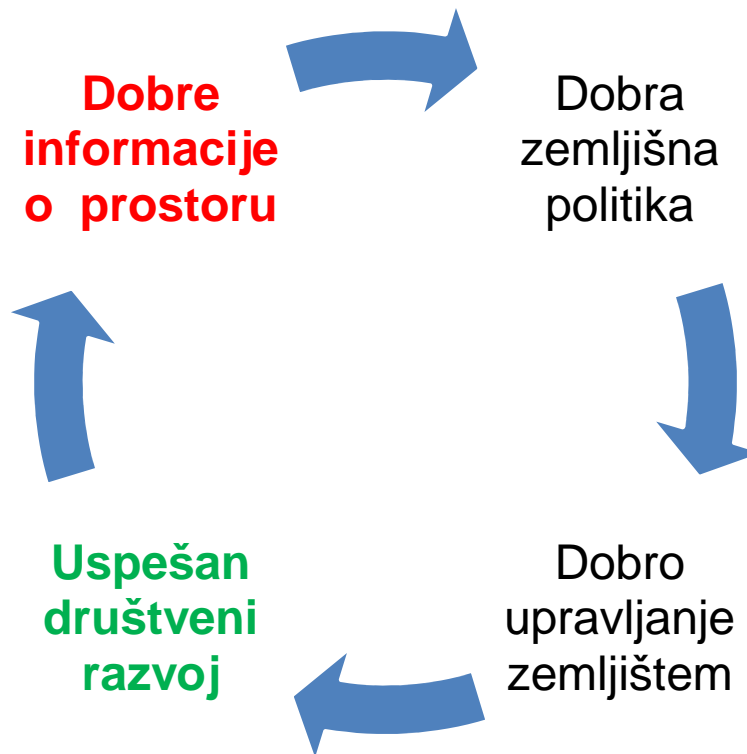 Dobre
informacije
o prostoru
Dobra
zemljišna
politika
Dobro
upravljanje
zemljištem
Uspešan
društveni
razvoj